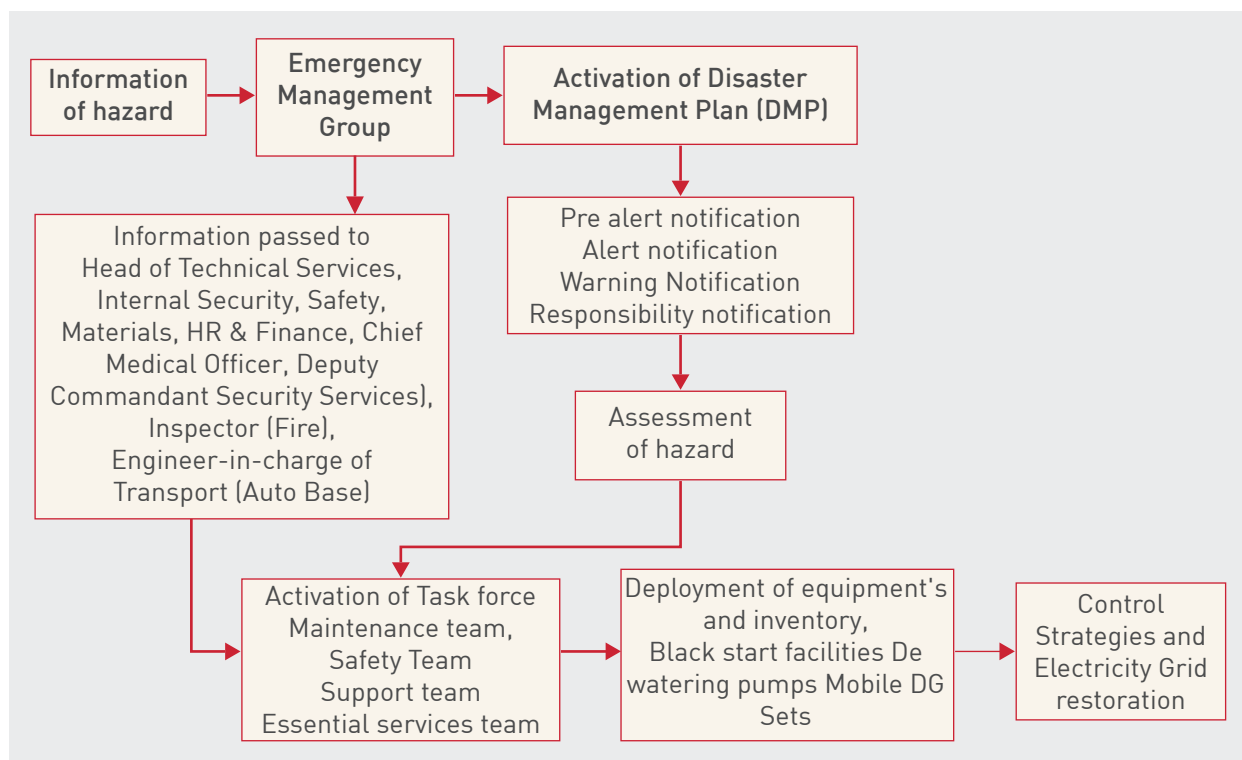 Information
of hazard
Emergency
Management
Group
Activation of Disaster
Management Plan (DMP)
Information passed to
Head of Technical Services,
Internal Security, Safety,
Materials, HR & Finance, Chief
Medical Officer, Deputy
Commandant Security Services),
Inspector (Fire),
Engineer-in-charge of
Transport (Auto Base)
Pre alert notification
Alert notification
Warning Notification
Responsibility notification
Assessment
of hazard
Activation of Task force
Maintenance team,
Safety Team
Support team
Essential services team
Deployment of equipment's
and inventory,
Black start facilities De
watering pumps Mobile DG
Sets
Control
Strategies and
Electricity Grid
restoration